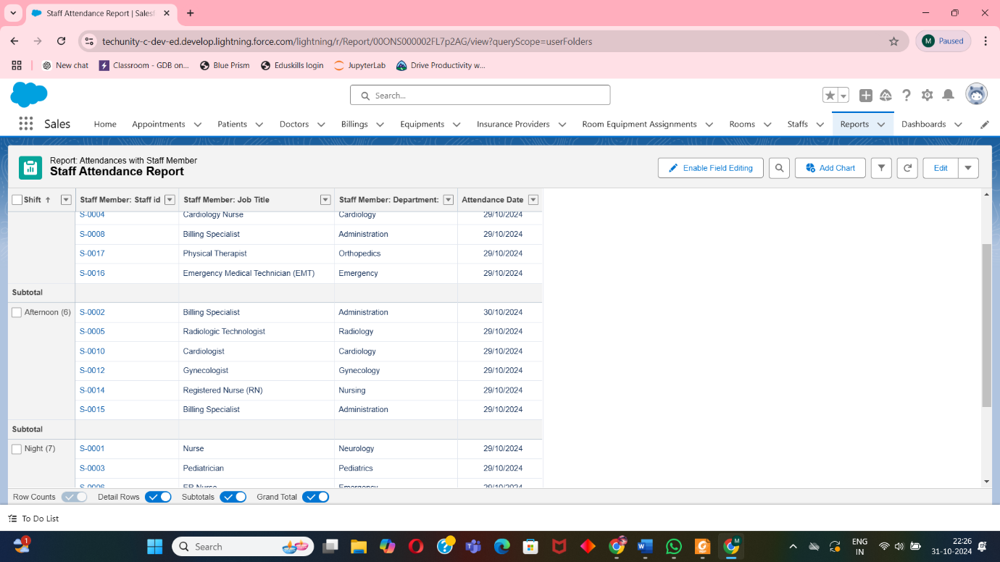 Staff Attendance Report | Salesf
techunity-c-dev-ed.develop.lightning.force.com/lightning/r/Report/00ONS000002FL7p2AG/view?queryScope=userFolders
M Paused
New chat Classroom - GDB on... Blue Prism Eduskills login JupyterLab Drive Productivity w...
Search...
Sales Home Appointments Patients Doctors Billings Equipments Insurance Providers Room Equipment Assignments Rooms Staffs Reports Dashboards
Report: Attendances with Staff Member
Staff Attendance Report
Enable Field Editing Add Chart Edit
Shift ↑ Staff Member: Staff id Staff Member: Job Title Staff Member: Department: Attendance Date
S-0004 Cardiology Nurse Cardiology 29/10/2024
S-0008 Billing Specialist Administration 29/10/2024
S-0017 Physical Therapist Orthopedics 29/10/2024
S-0016 Emergency Medical Technician (EMT) Emergency 29/10/2024
Subtotal
Afternoon (6) S-0002 Billing Specialist Administration 30/10/2024
S-0005 Radiologic Technologist Radiology 29/10/2024
S-0010 Cardiologist Cardiology 29/10/2024
S-0012 Gynecologist Gynecology 29/10/2024
S-0014 Registered Nurse (RN) Nursing 29/10/2024
S-0015 Billing Specialist Administration 29/10/2024
Subtotal
Night (7) S-0001 Nurse Neurology 29/10/2024
S-0003 Pediatrician Pediatrics 29/10/2024
S-0006 ER Nurse Emergency 29/10/2024
Row Counts Detail Rows Subtotals Grand Total
To Do List
1 Search M ENG 22:26
IN 31-10-2024